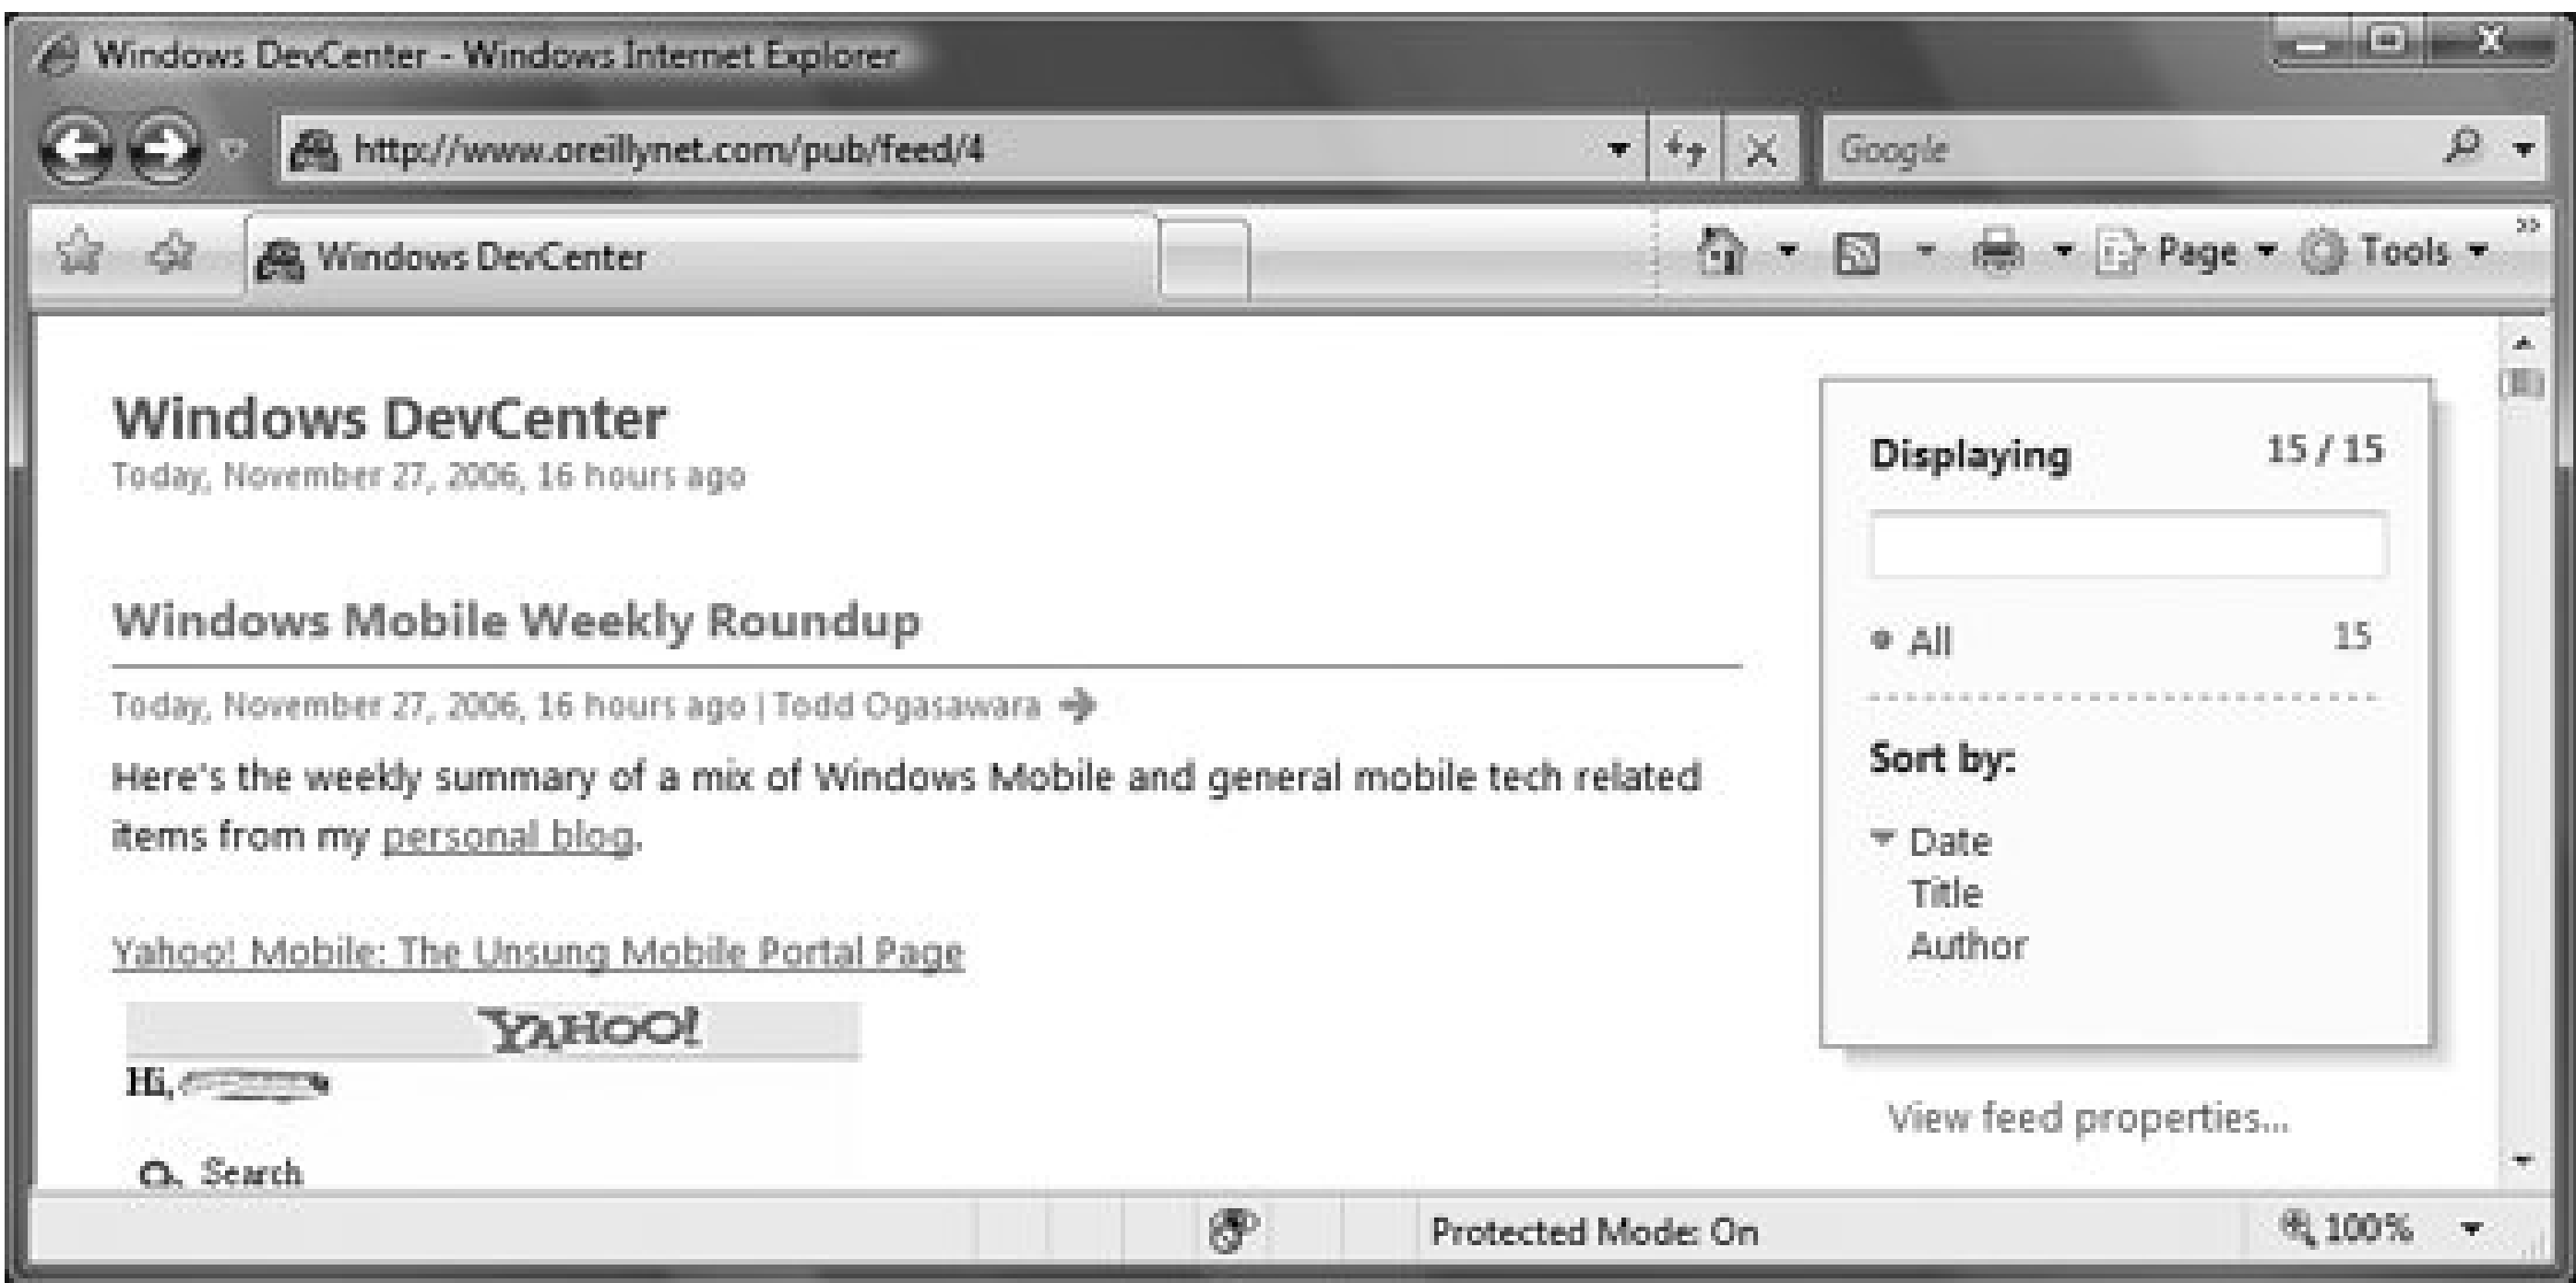 Windows DevCenter - Windows Internet Explorer
http://www.oreillynet.com/pub/feed/4
Google
Windows DevCenter
Page
Tools
»
Windows DevCenter
Today, November 27, 2006, 16 hours ago
Windows Mobile Weekly Roundup
Today, November 27, 2006, 16 hours ago | Todd Ogasawara
Here's the weekly summary of a mix of Windows Mobile and general mobile tech related
items from my personal blog.
Yahoo! Mobile: The Unsung Mobile Portal Page
YAHOO!
Hi,
Search
Displaying 15 / 15
All 15
Sort by:
Date
Title
Author
View feed properties...
Protected Mode: On
100%